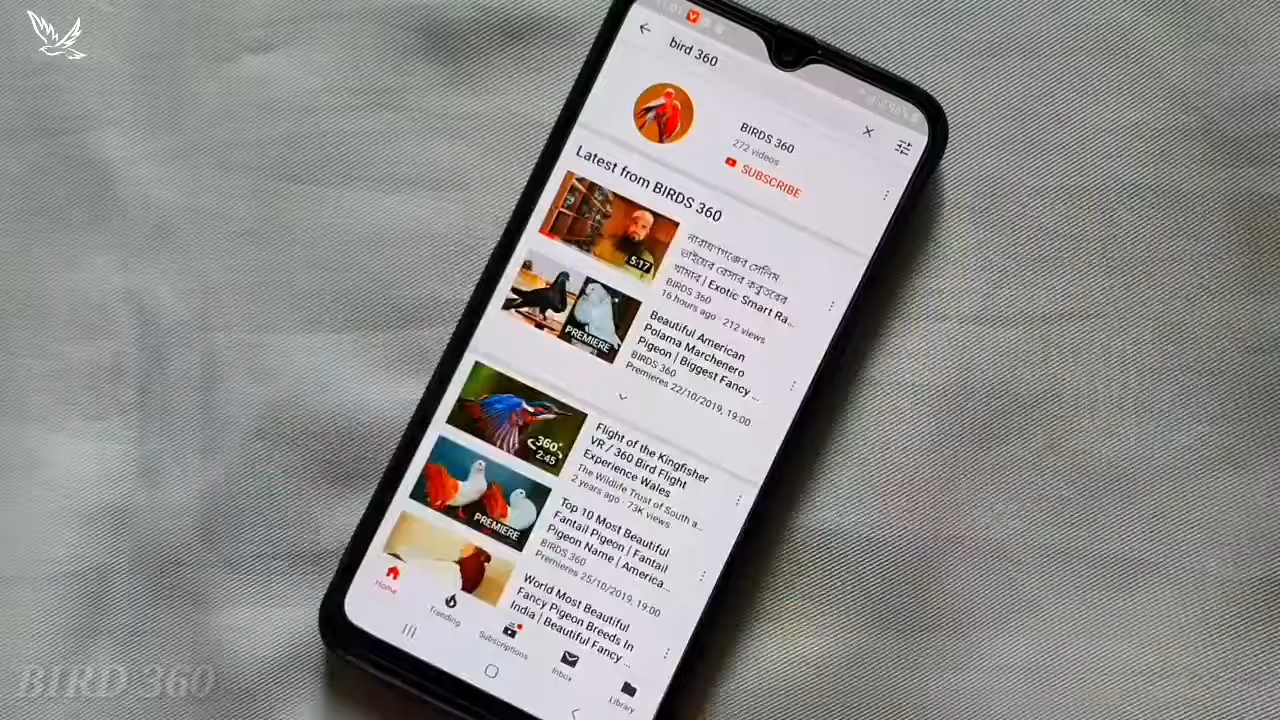 bird 360
BIRDS 360
272 videos
SUBSCRIBE
Latest from BIRDS 360
5:17
নারায়ণগঞ্জের সেলিম
ভাইয়ের রেসার কবুতরের
খামার | Exotic Smart Ra...
BIRDS 360
16 hours ago · 212 views
PREMIERE
Beautiful American
Polama Marchenero
Pigeon | Biggest Fancy ...
BIRDS 360
Premieres 22/10/2019, 19:00
360°
2:45
Flight of the Kingfisher
VR / 360 Bird Flight
Experience Wales
The Wildlife Trust of South a...
2 years ago · 73K views
PREMIERE
Top 10 Most Beautiful
Fantail Pigeon | Fantail
Pigeon Name | America...
BIRDS 360
Premieres 25/10/2019, 19:00
World Most Beautiful
Fancy Pigeon Breeds In
India | Beautiful Fancy ...
Home
Trending
Subscriptions
Inbox
Library
BIRD 360